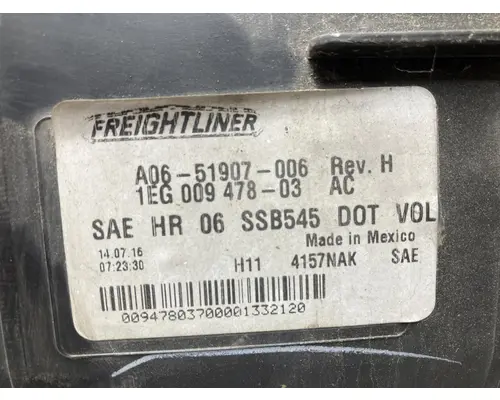 FREIGHTLINER
A06-51907-006 Rev. H
1EG 009 478-03 AC
SAE HR 06 SSB545 DOT VOL
Made in Mexico
14.07.16
07:23:30 H11 4157NAK SAE
00947803700001332120